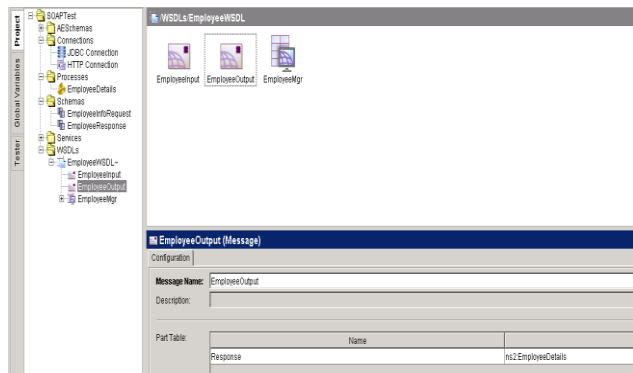 Project
Global Variables
Tester
SOAPTest
AESchemas
Connections
JDBC Connection
HTTP Connection
Processes
EmployeeDetails
Schemas
EmployeeInfoRequest
EmployeeResponse
Services
WSDLs
EmployeeWSDL~
EmployeeInput
EmployeeOutput
EmployeeMgr
/WSDLs/EmployeeWSDL
EmployeeInput EmployeeOutput EmployeeMgr
EmployeeOutput (Message)
Configuration
Message Name: EmployeeOutput
Description:
Part Table: Name
Response ns2:EmployeeDetails